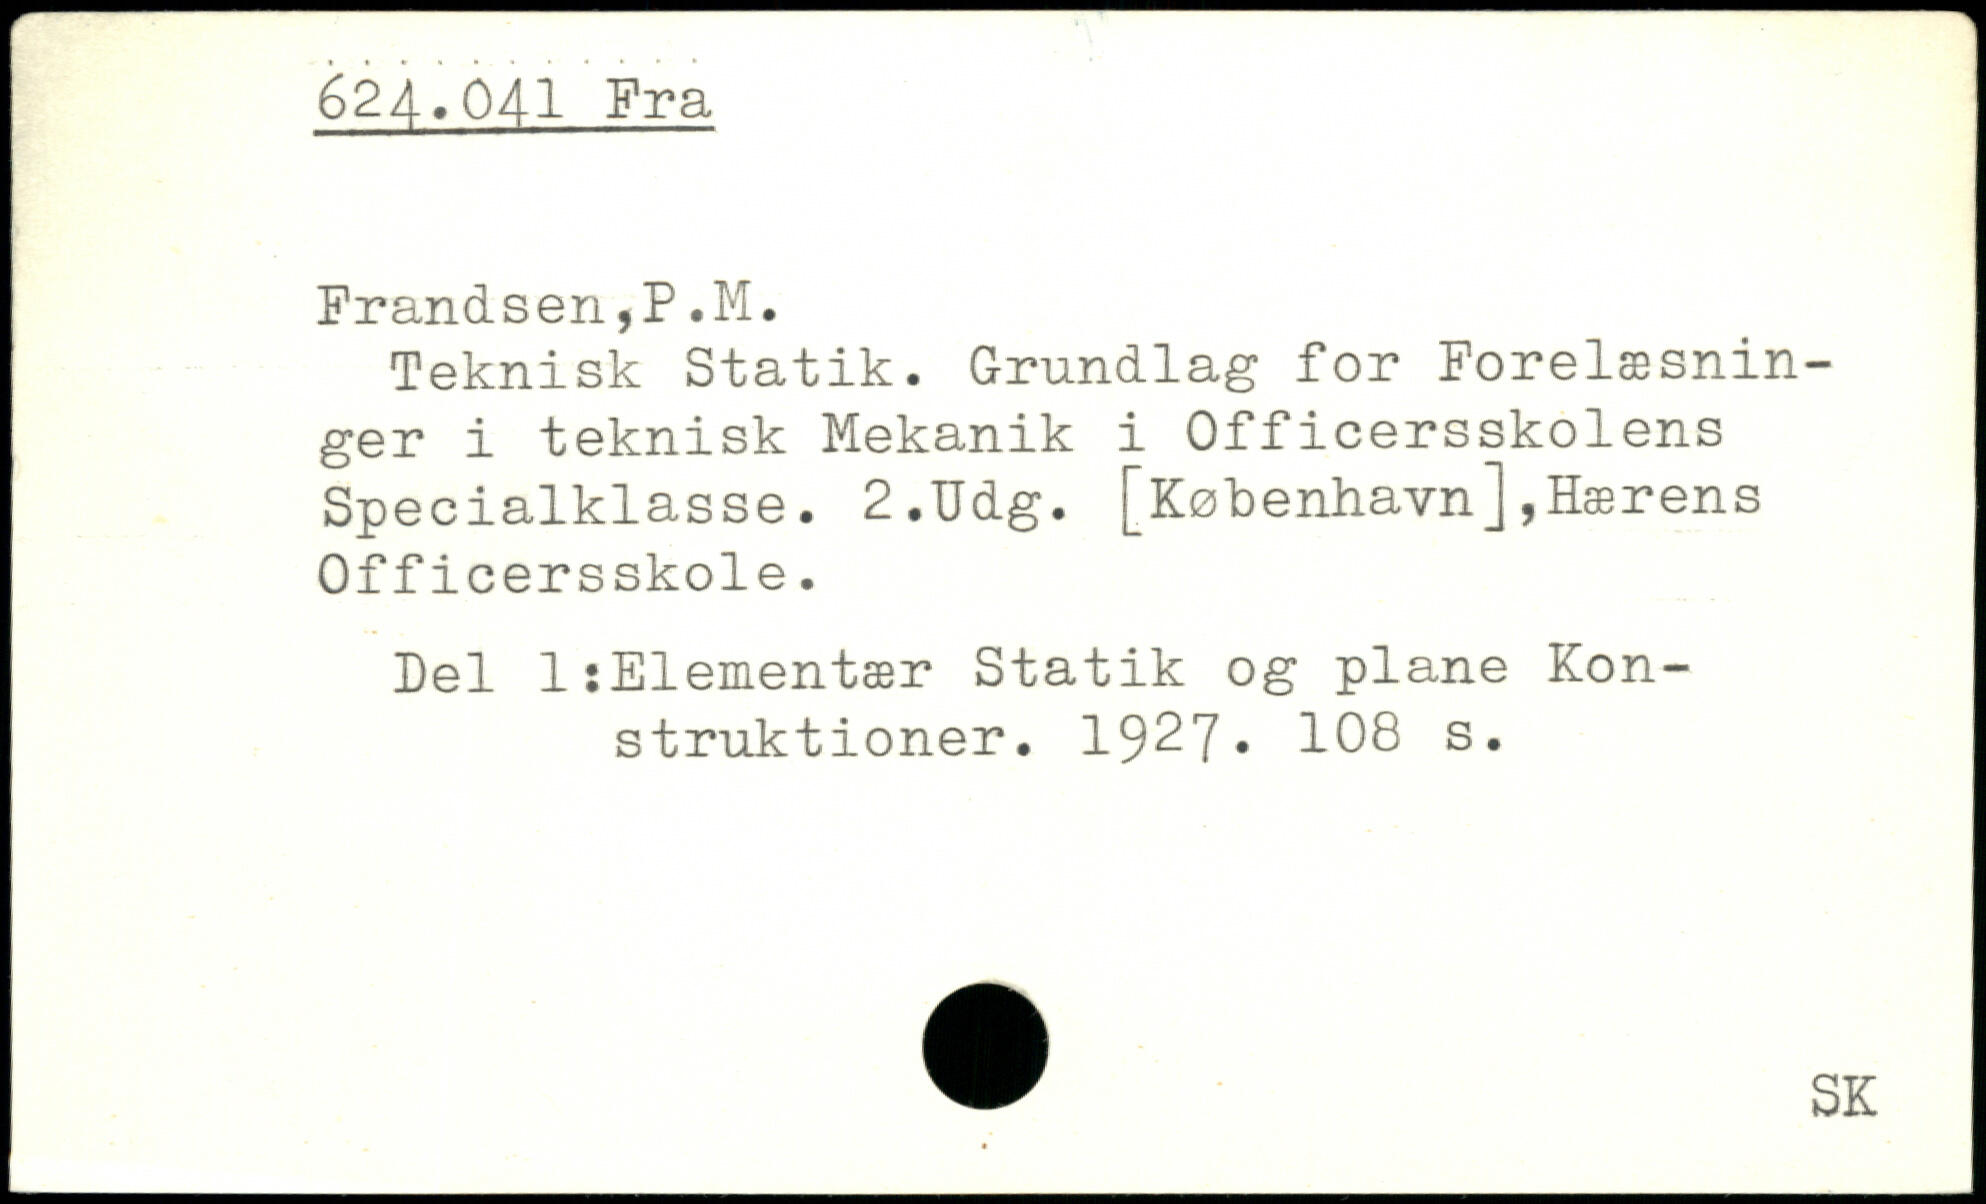 624.041 Fra
Frandsen,P.M.
Teknisk Statik. Grundlag for Forelæsnin-
ger i teknisk Mekanik i Officersskolens
Specialklasse. 2.Udg. [København],Hærens
Officersskole.
Del 1:Elementær Statik og plane Kon-
struktioner. 1927. 108 s.
SK